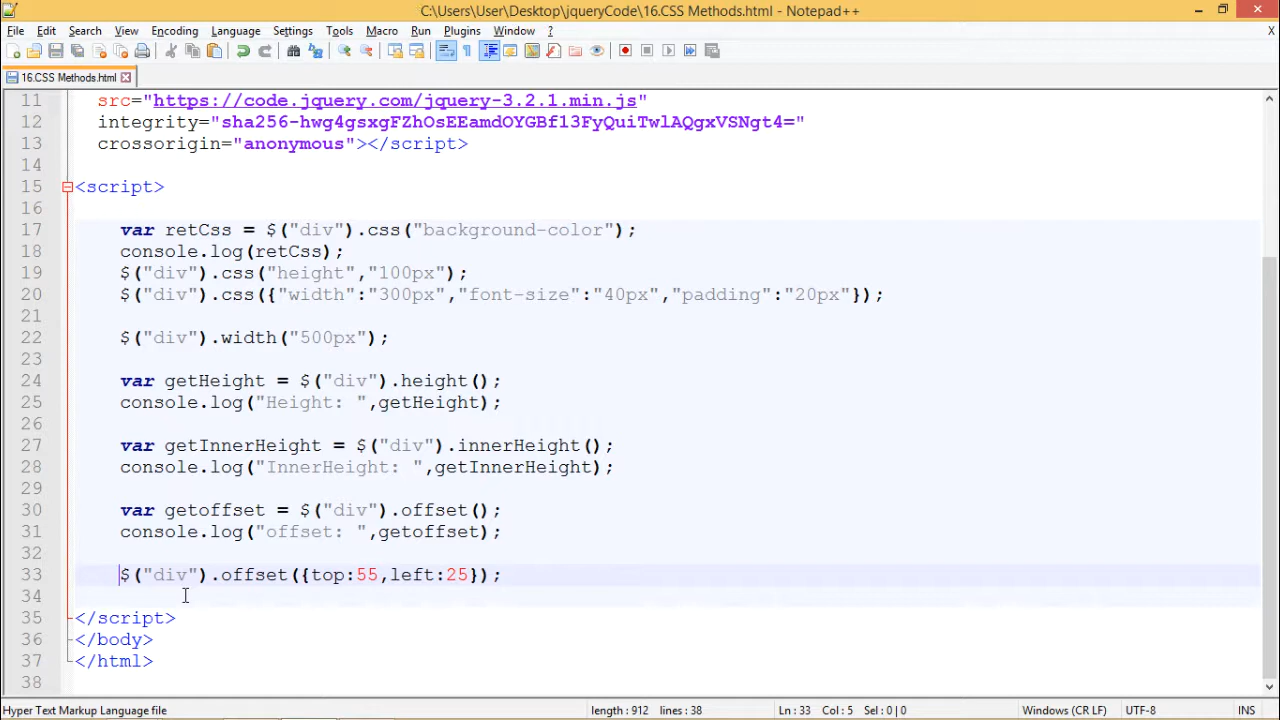 C:\Users\User\Desktop\jqueryCode\16.CSS Methods.html - Notepad++
File Edit Search View Encoding Language Settings Tools Macro Run Plugins Window ? X
16.CSS Methods.html
11 src="https://code.jquery.com/jquery-3.2.1.min.js"
12 integrity="sha256-hwg4gsxgFZhOsEEamdOYGBf13FyQuiTwlAQgxVSNgt4="
13 crossorigin="anonymous"></script>
14
15 <script>
16
17 var retCss = $("div").css("background-color");
18 console.log(retCss);
19 $("div").css("height","100px");
20 $("div").css({"width":"300px","font-size":"40px","padding":"20px"});
21
22 $("div").width("500px");
23
24 var getHeight = $("div").height();
25 console.log("Height: ",getHeight);
26
27 var getInnerHeight = $("div").innerHeight();
28 console.log("InnerHeight: ",getInnerHeight);
29
30 var getoffset = $("div").offset();
31 console.log("offset: ",getoffset);
32
33 $("div").offset({top:55,left:25});
34
35 </script>
36 </body>
37 </html>
38
Hyper Text Markup Language file length : 912 lines : 38 Ln : 33 Col : 5 Sel : 0 | 0 Windows (CR LF) UTF-8 INS